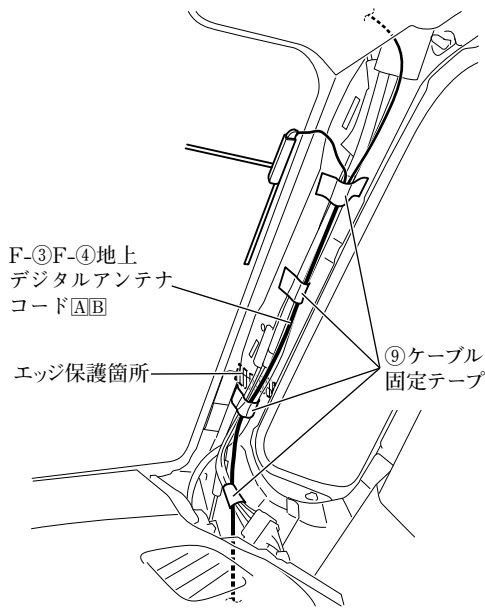 F-③F-④地上
デジタルアンテナ
コード🄰🄱
エッジ保護箇所
⑨ケーブル
固定テープ